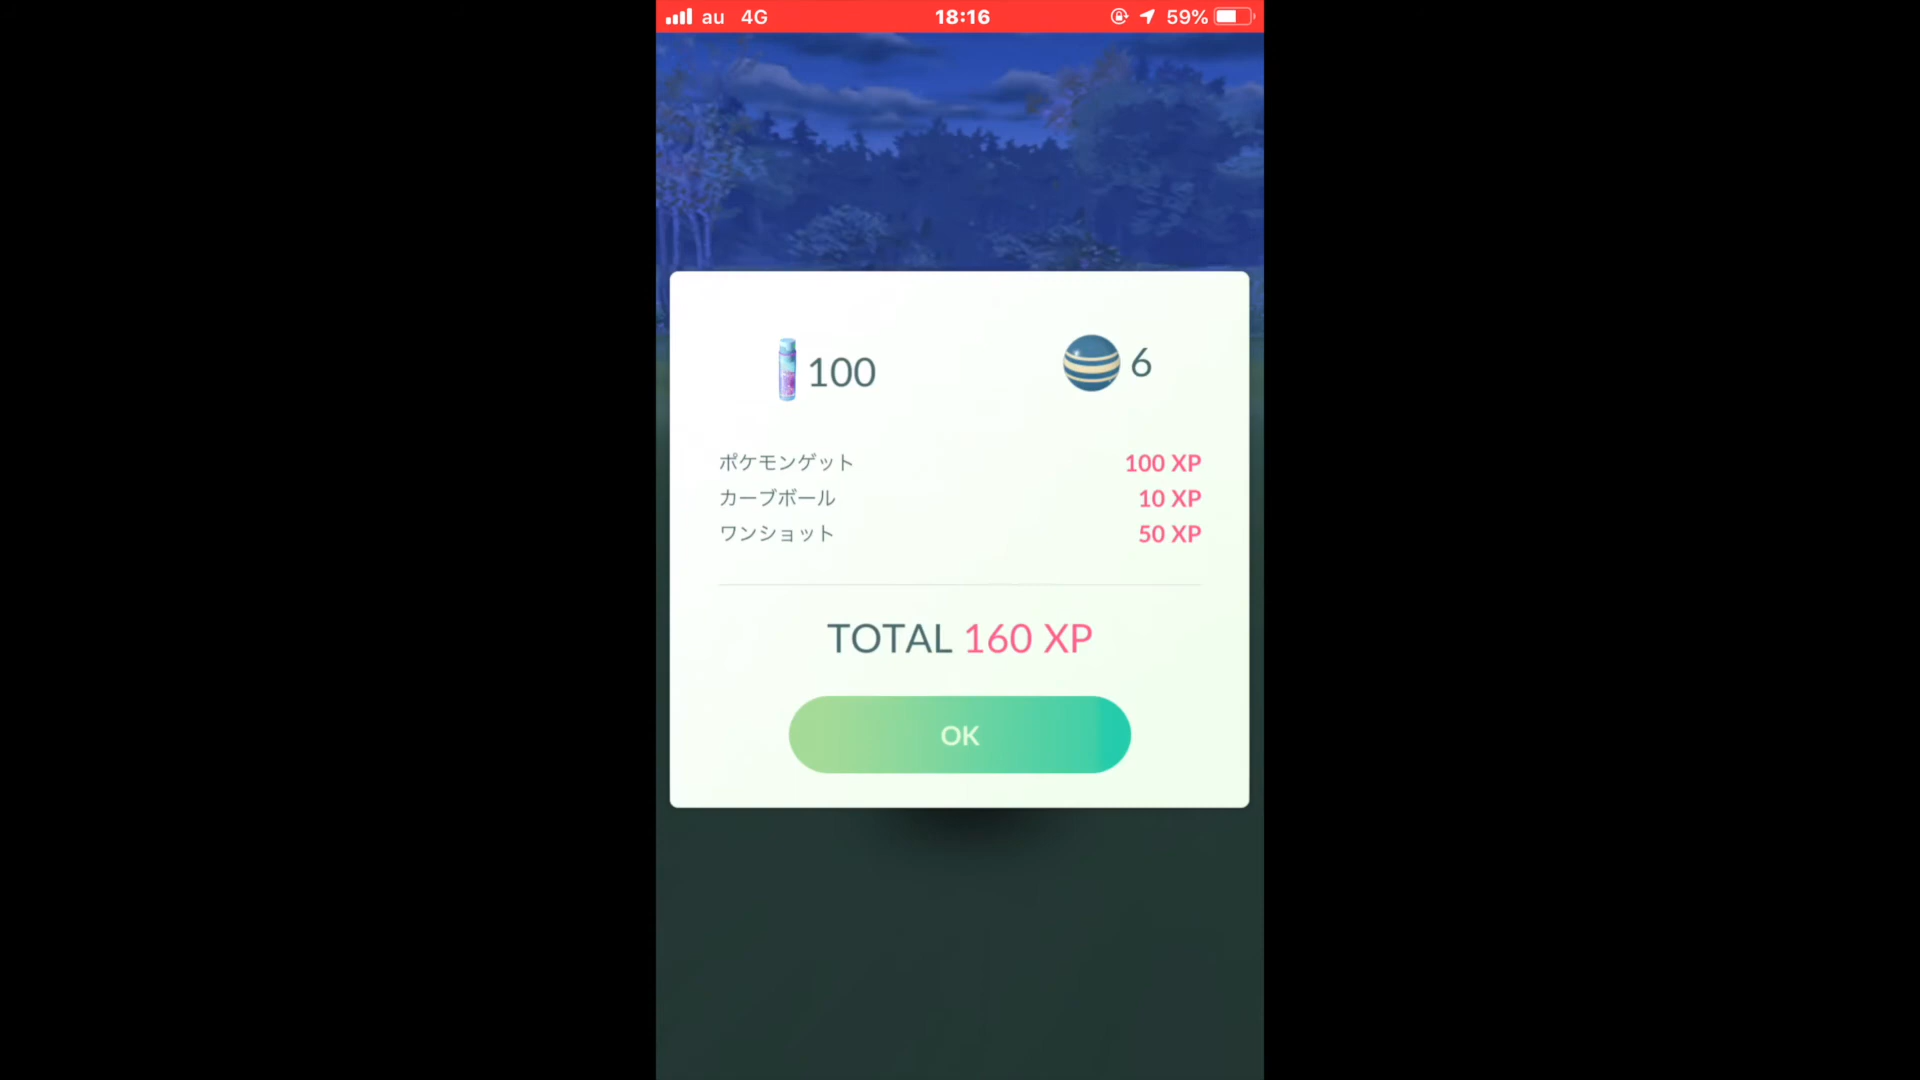 au 4G 18:16 59%
100 6
ポケモンゲット 100 XP
カーブボール 10 XP
ワンショット 50 XP
TOTAL 160 XP
OK